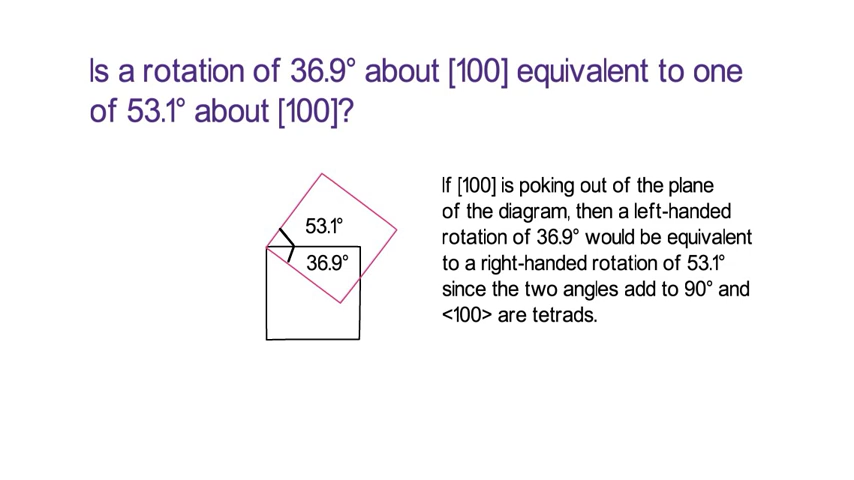 Is a rotation of 36.9° about [100] equivalent to one
of 53.1° about [100]?
53.1°
36.9°
If [100] is poking out of the plane
of the diagram, then a left-handed
rotation of 36.9° would be equivalent
to a right-handed rotation of 53.1°
since the two angles add to 90° and
<100> are tetrads.